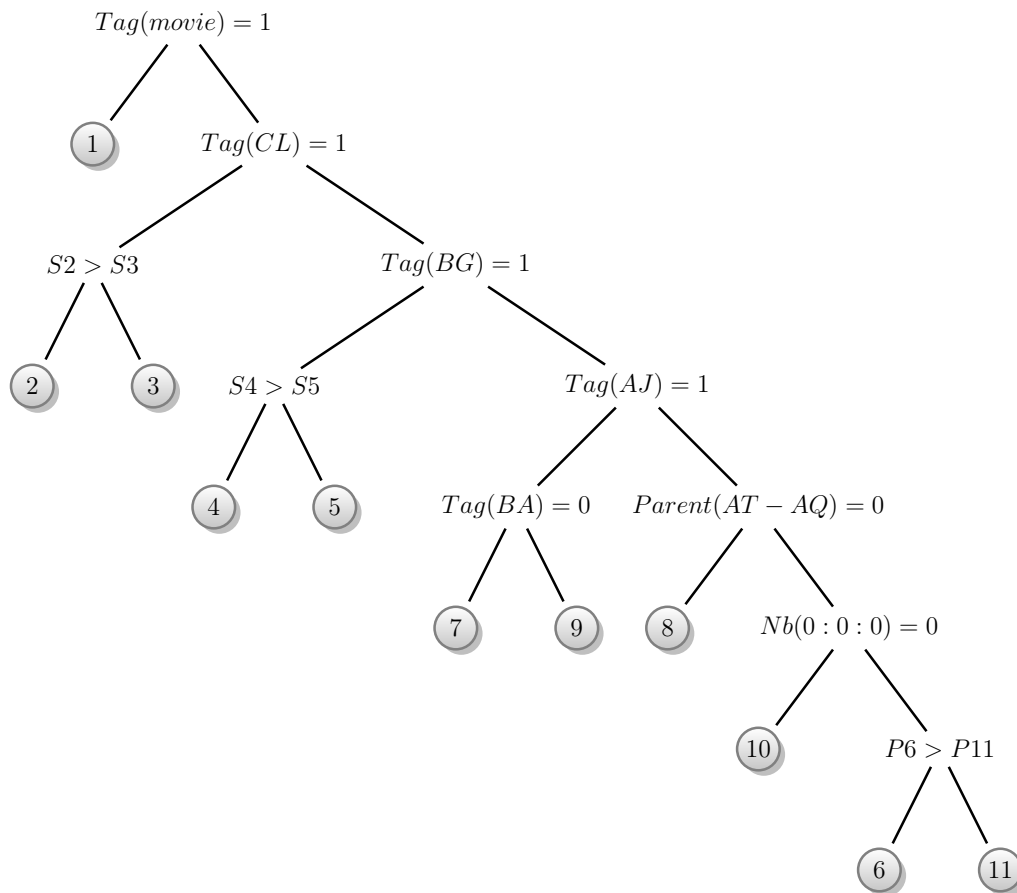 Tag(movie) = 1
1
Tag(CL) = 1
S2 > S3
Tag(BG) = 1
2
3
S4 > S5
Tag(AJ) = 1
4
5
Tag(BA) = 0
Parent(AT − AQ) = 0
7
9
8
Nb(0 : 0 : 0) = 0
10
P6 > P11
6
11